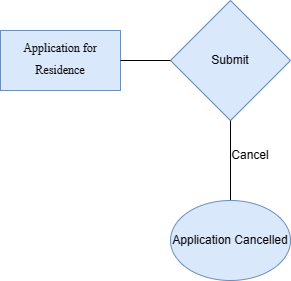 Application for
Residence
Submit
Cancel
Application Cancelled